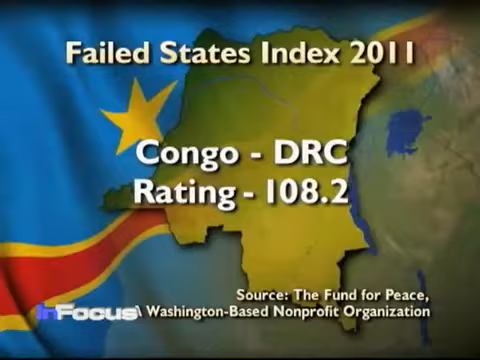 Failed States Index 2011
Congo - DRC
Rating - 108.2
Source: The Fund for Peace,
InFocus A Washington-Based Nonprofit Organization